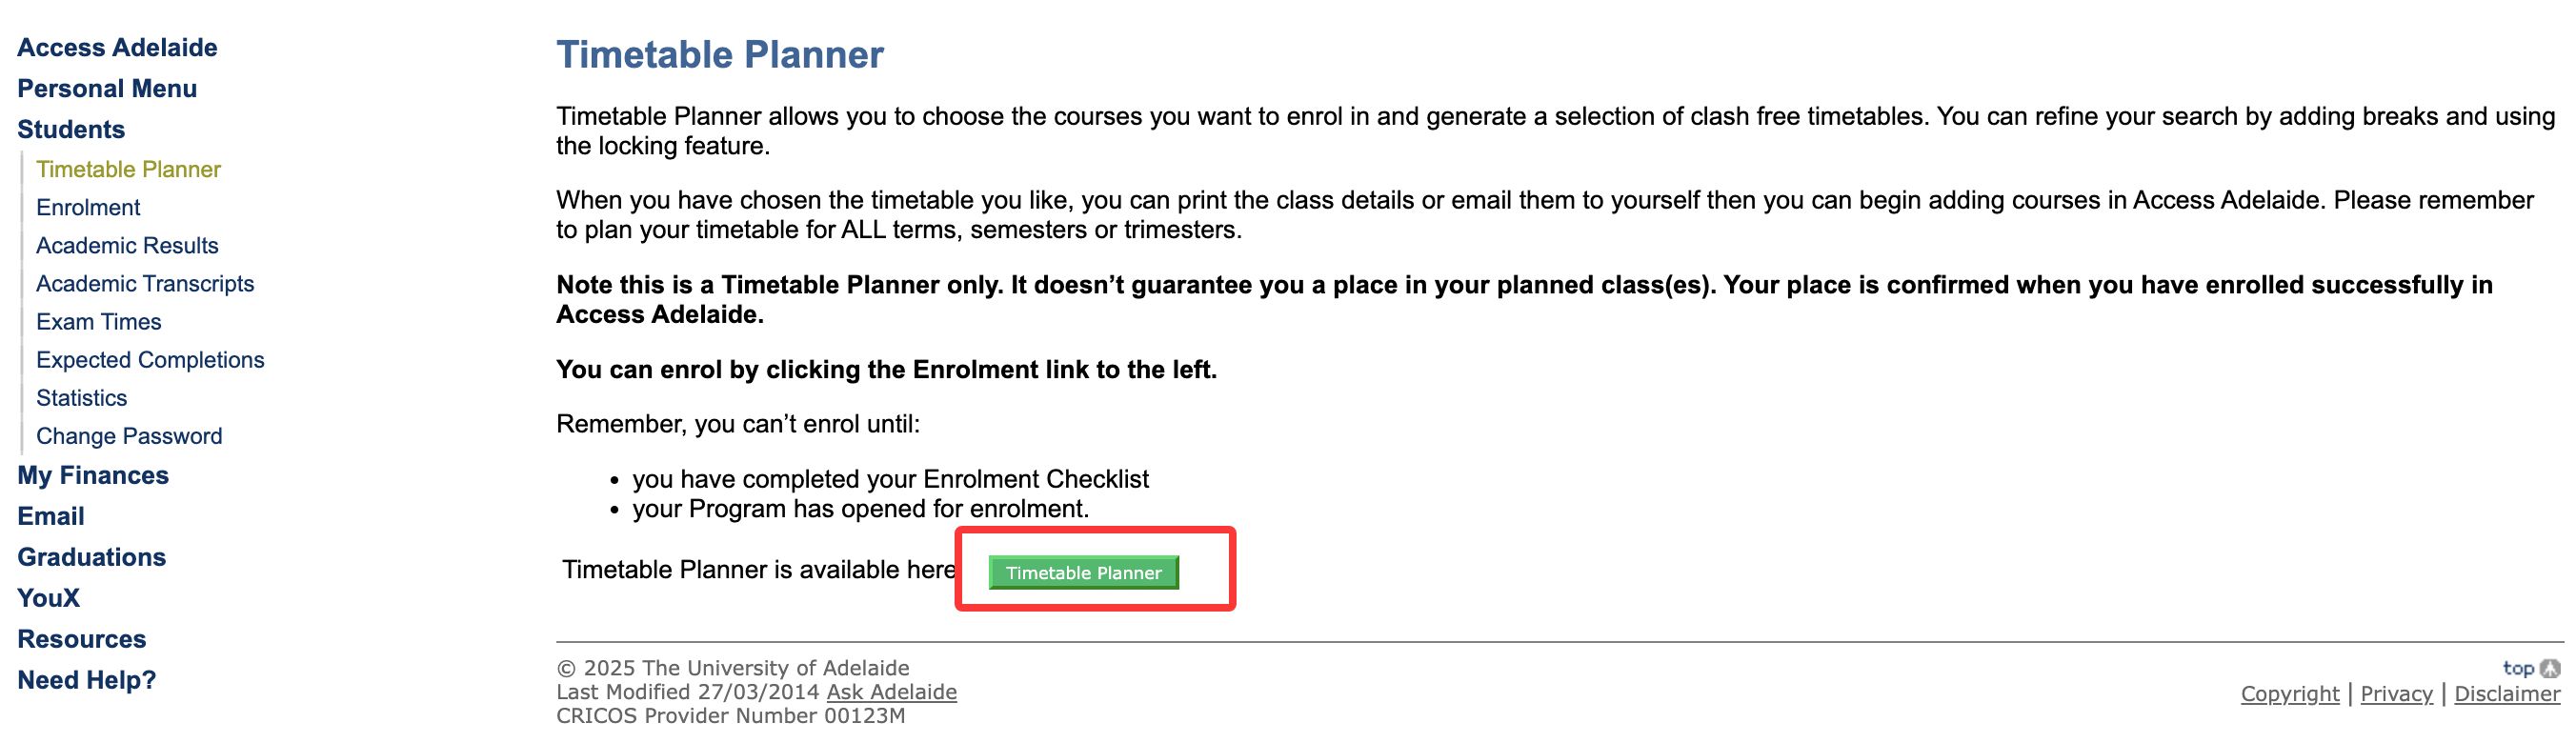 Access Adelaide
Personal Menu
Students
Timetable Planner
Enrolment
Academic Results
Academic Transcripts
Exam Times
Expected Completions
Statistics
Change Password
My Finances
Email
Graduations
YouX
Resources
Need Help?
Timetable Planner
Timetable Planner allows you to choose the courses you want to enrol in and generate a selection of clash free timetables. You can refine your search by adding breaks and using
the locking feature.
When you have chosen the timetable you like, you can print the class details or email them to yourself then you can begin adding courses in Access Adelaide. Please remember
to plan your timetable for ALL terms, semesters or trimesters.
Note this is a Timetable Planner only. It doesn’t guarantee you a place in your planned class(es). Your place is confirmed when you have enrolled successfully in
Access Adelaide.
You can enrol by clicking the Enrolment link to the left.
Remember, you can’t enrol until:
• you have completed your Enrolment Checklist
• your Program has opened for enrolment.
Timetable Planner is available here Timetable Planner
© 2025 The University of Adelaide
Last Modified 27/03/2014 Ask Adelaide
CRICOS Provider Number 00123M
top
Copyright | Privacy | Disclaimer